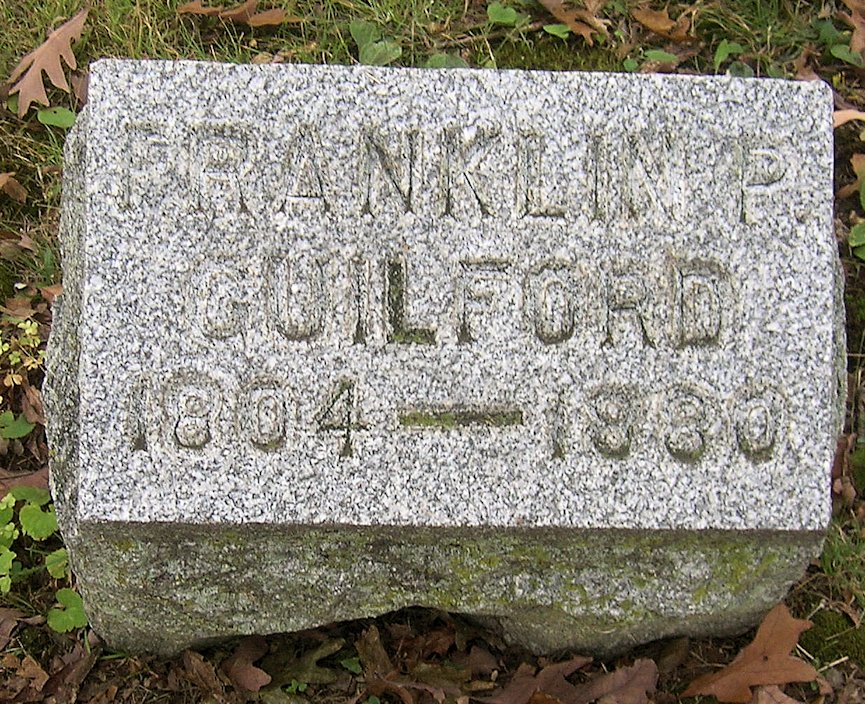 FRANKLIN P.
GUILFORD
1804 — 1880